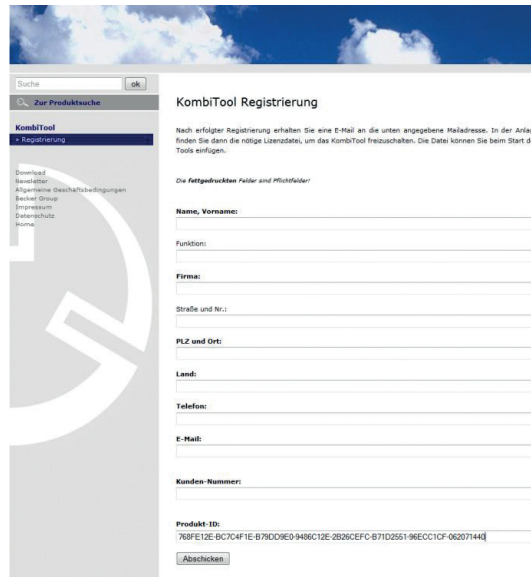 Suche
ok
Zur Produktsuche
KombiTool
» Registrierung
Download
Newsletter
Allgemeine Geschäftsbedingungen
Becker Group
Impressum
Datenschutz
Home
KombiTool Registrierung
Nach erfolgter Registrierung erhalten Sie eine E-Mail an die unten angegebene Mailadresse. In der Anla
finden Sie dann die nötige Lizenzdatei, um das KombiTool freizuschalten. Die Datei können Sie beim Start d
Tools einfügen.
Die fettgedruckten Felder sind Pflichtfelder!
Name, Vorname:
Funktion:
Firma:
Straße und Nr.:
PLZ und Ort:
Land:
Telefon:
E-Mail:
Kunden-Nummer:
Produkt-ID:
768FE12E-BC7C4F1E-B79DD9E0-9486C12E-2B26CEFC-B71D2551-96ECC1CF-062071440
Abschicken